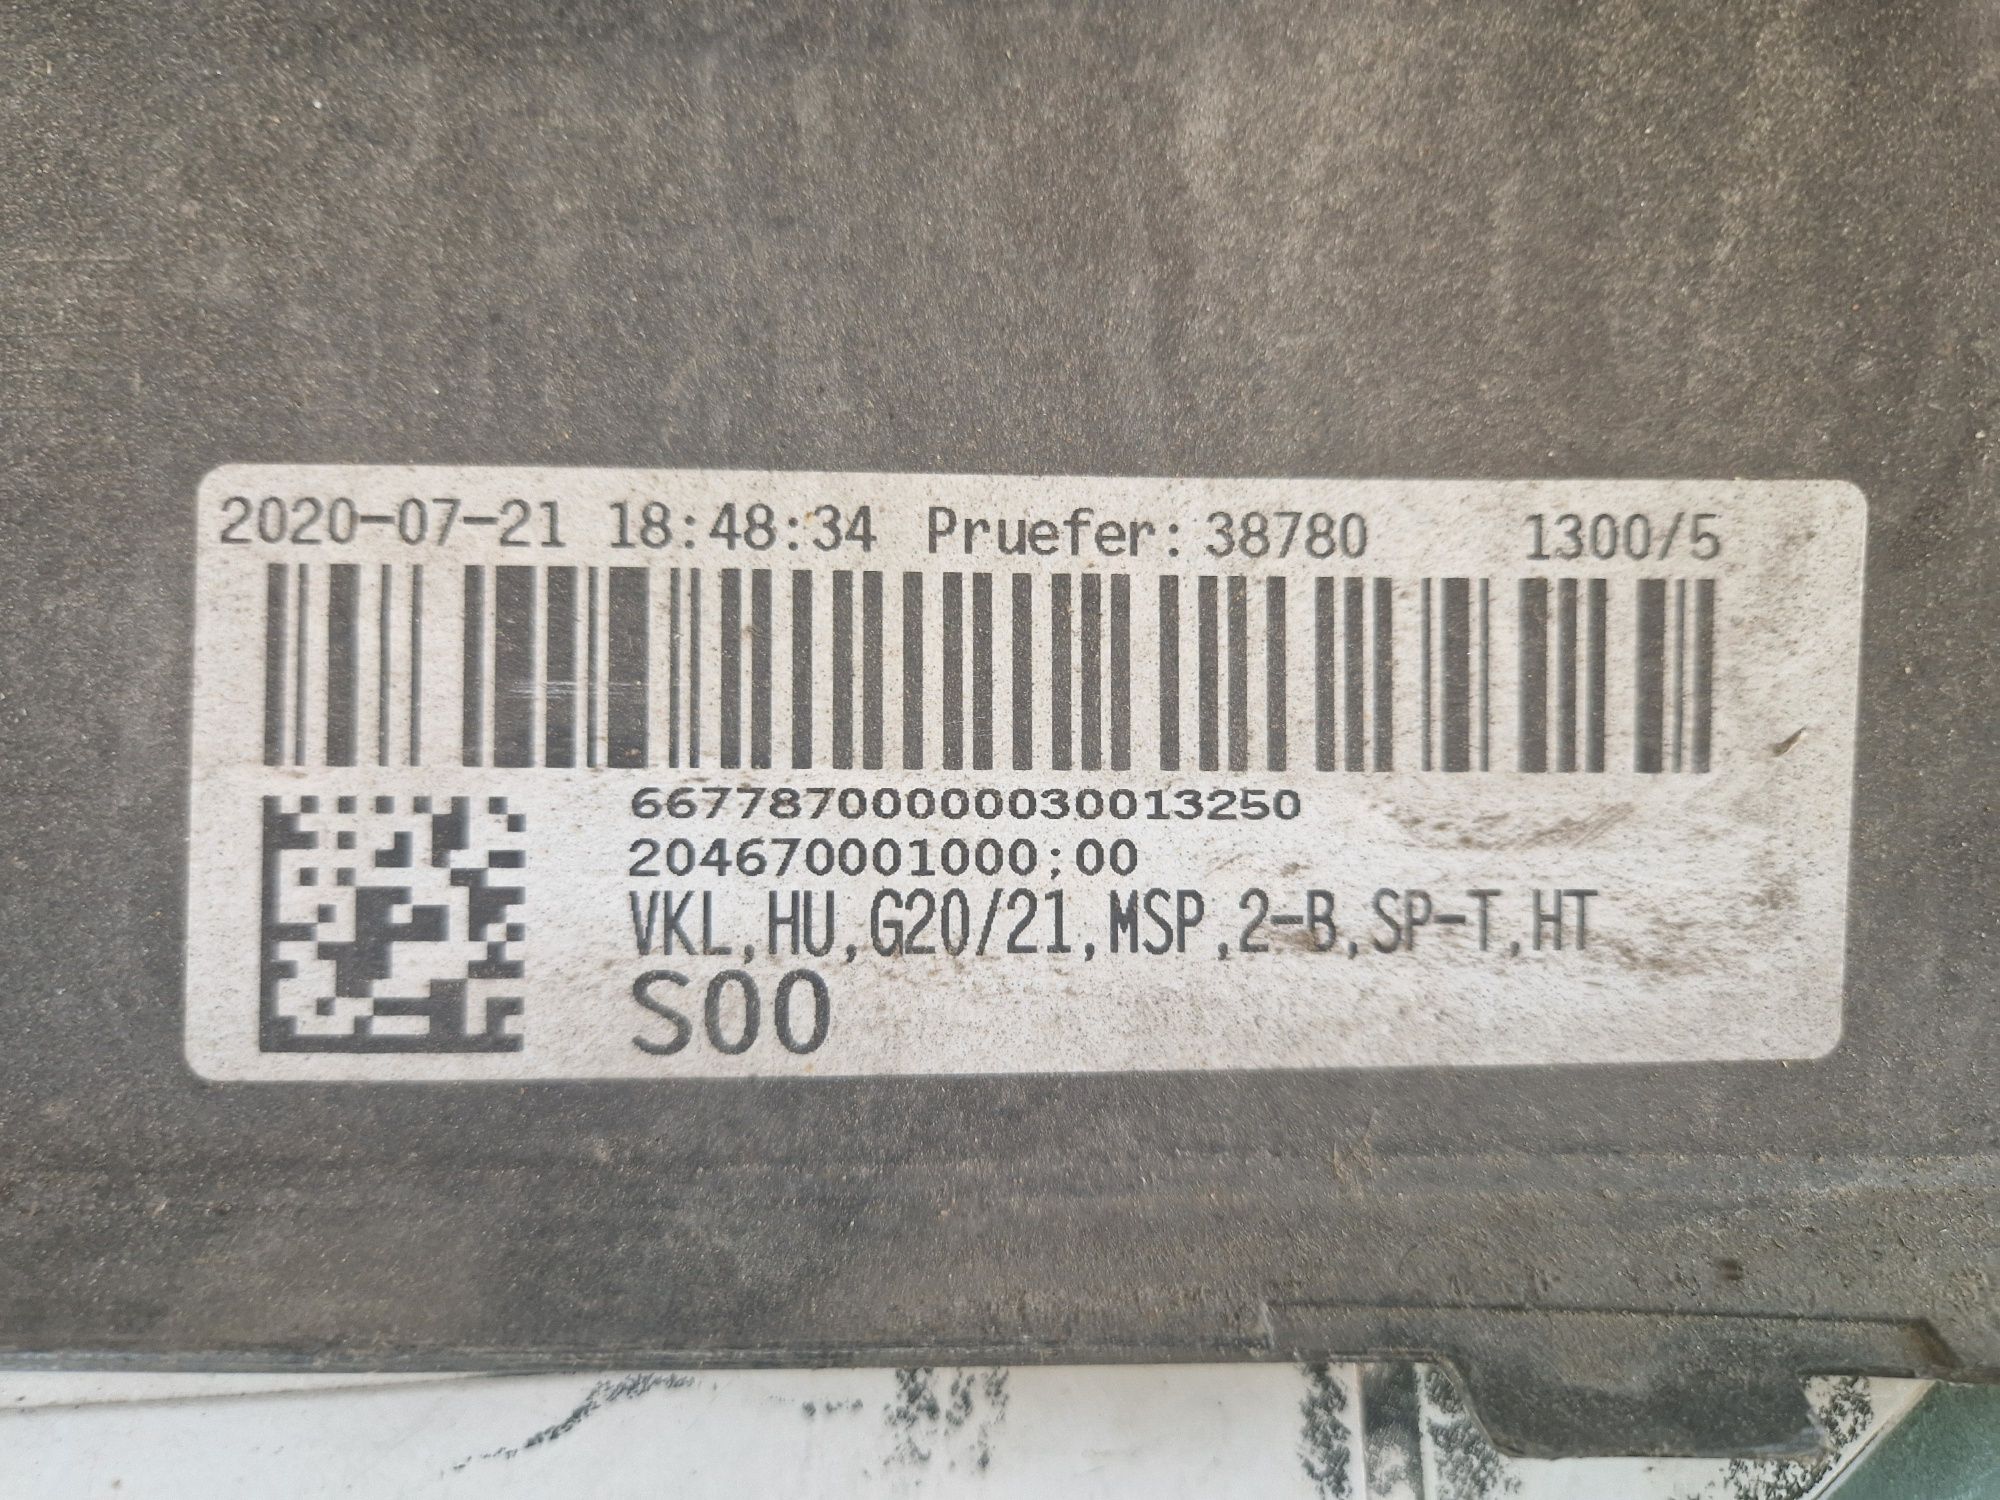 2020-07-21 18:48:34 Pruefer: 38780 1300/5
66778700000030013250
204670001000;00
VKL,HU,G20/21,MSP,2-B,SP-T,HT
S00